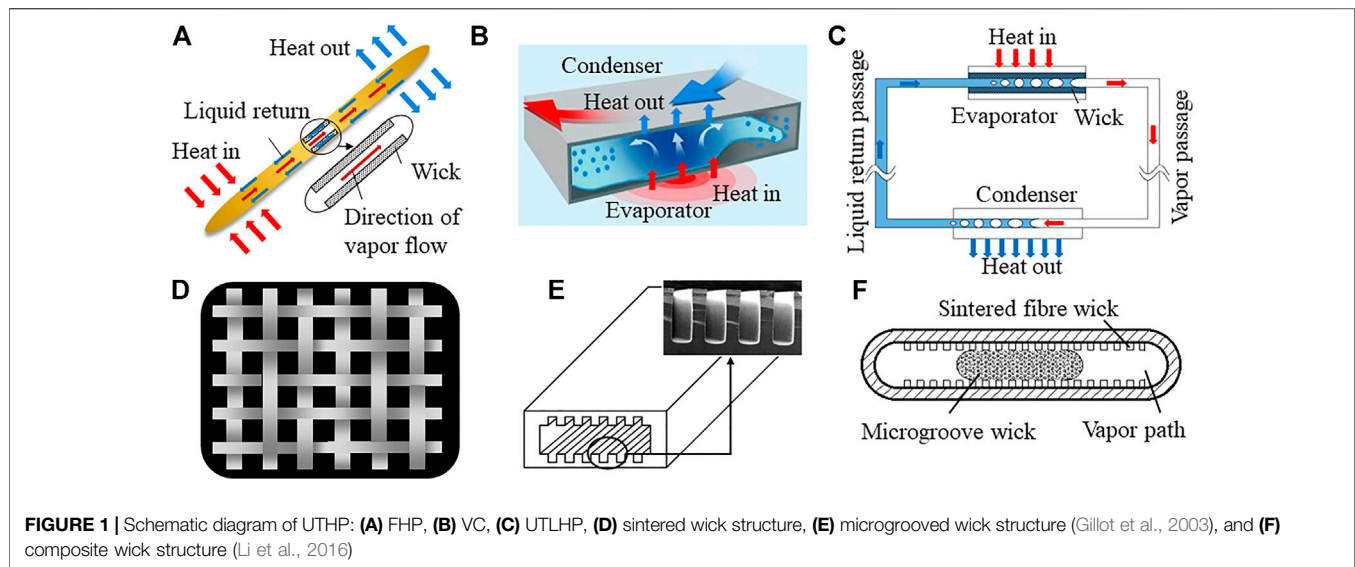 A
Heat out
Liquid return
Heat in
Wick
Direction of
vapor flow
B
Condenser
Heat out
Heat in
Evaporator
C
Heat in
Evaporator
Wick
Liquid return passage
Vapor passage
Condenser
Heat out
D
E
F
Sintered fibre wick
Microgroove wick
Vapor path
FIGURE 1 | Schematic diagram of UTHP: (A) FHP, (B) VC, (C) UTLHP, (D) sintered wick structure, (E) microgrooved wick structure (Gillot et al., 2003), and (F)
composite wick structure (Li et al., 2016)